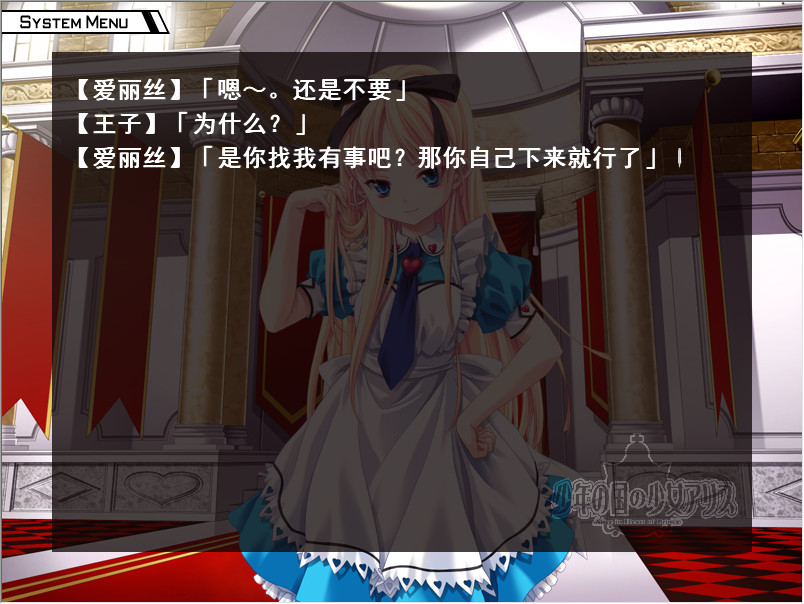 SYSTEM MENU
【爱丽丝】「嗯～。还是不要」
【王子】「为什么？」
【爱丽丝】「是你找我有事吧？那你自己下来就行了」
少年の国の少女アリス